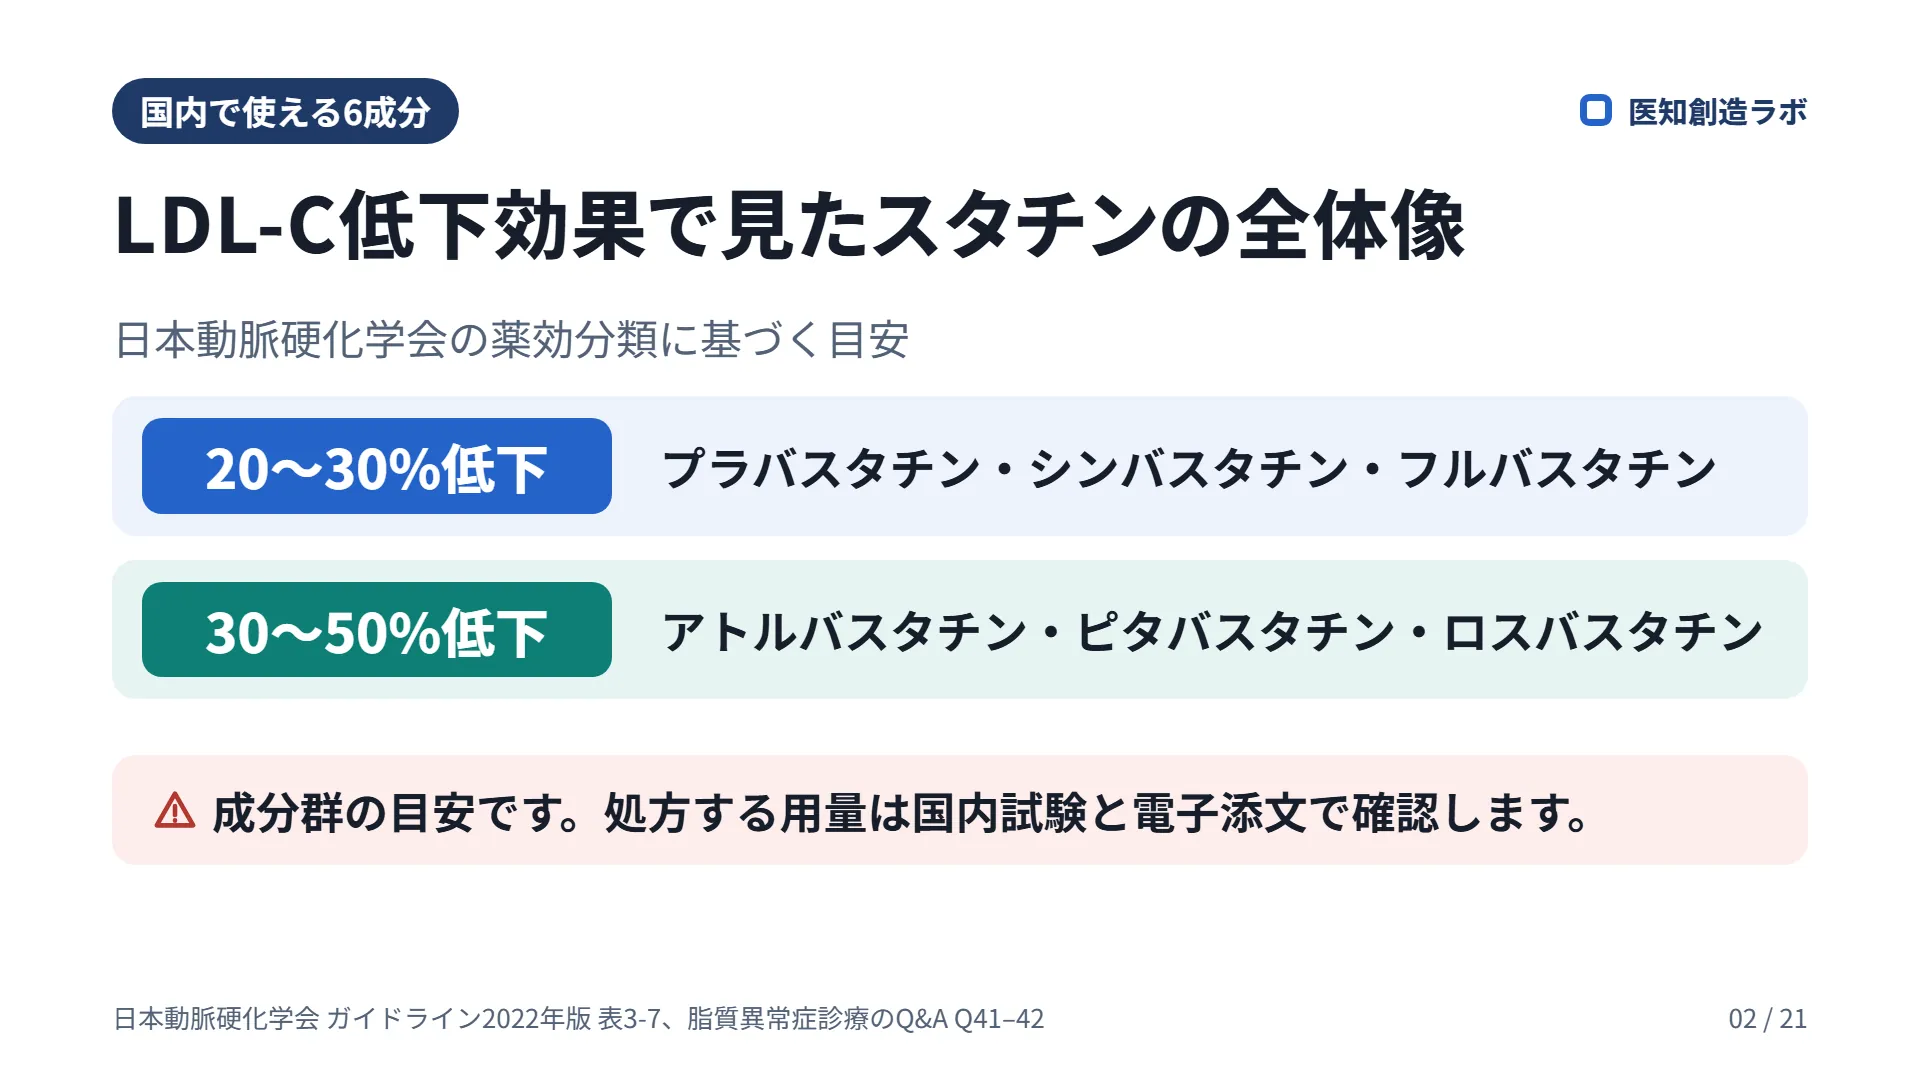 国内で使える6成分
医知創造ラボ
LDL-C低下効果で見たスタチンの全体像
日本動脈硬化学会の薬効分類に基づく目安
20〜30%低下
プラバスタチン・シンバスタチン・フルバスタチン
30〜50%低下
アトルバスタチン・ピタバスタチン・ロスバスタチン
成分群の目安です。処方する用量は国内試験と電子添文で確認します。
日本動脈硬化学会 ガイドライン2022年版 表3-7、脂質異常症診療のQ&A Q41–42
02 / 21